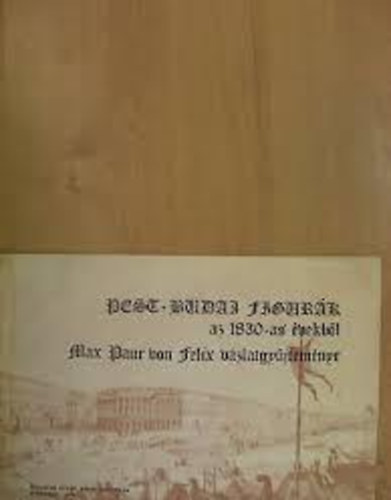 PEST-BUDAI FIGURÁK
az 1830-as évekből
Max Paur von Felix vázlatgyűjteménye